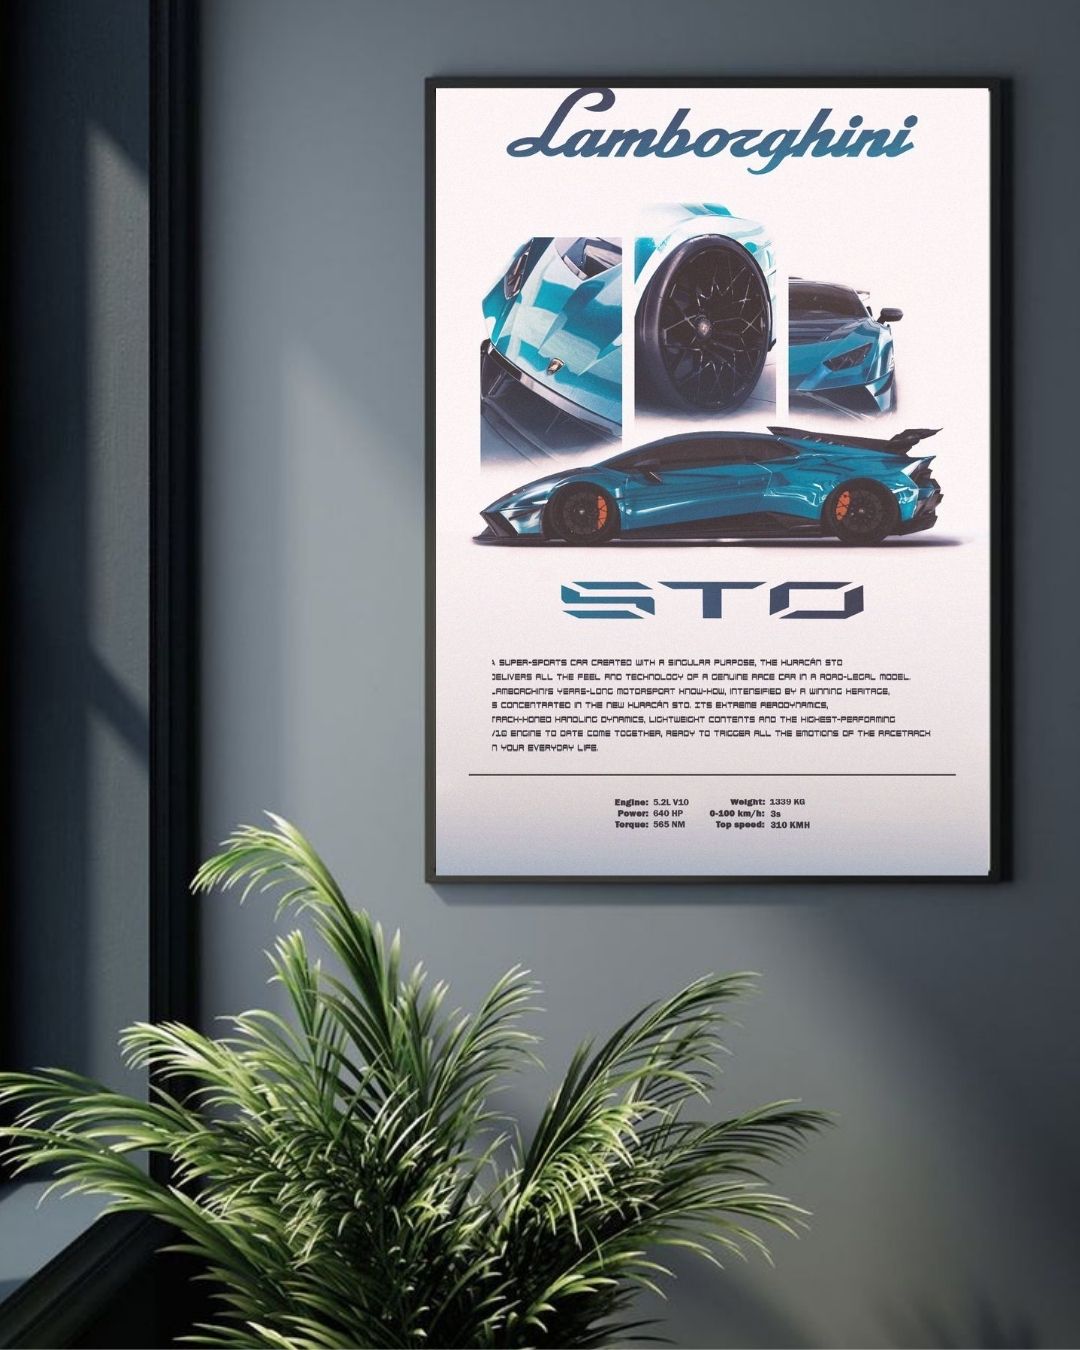 Lamborghini
STO
A SUPER-SPORTS CAR CREATED WITH A SINGULAR PURPOSE, THE HURACÁN STO
DELIVERS ALL THE FEEL AND TECHNOLOGY OF A GENUINE RACE CAR IN A ROAD-LEGAL MODEL.
LAMBORGHINI'S YEARS-LONG MOTORSPORT KNOW-HOW, INTENSIFIED BY A WINNING HERITAGE,
S CONCENTRATED IN THE NEW HURACÁN STO. ITS EXTREME AERODYNAMICS,
TRACK-HONED HANDLING DYNAMICS, LIGHTWEIGHT CONTENTS AND THE HIGHEST-PERFORMING
V10 ENGINE TO DATE COME TOGETHER, READY TO TRIGGER ALL THE EMOTIONS OF THE RACETRACK
N YOUR EVERYDAY LIFE.
Engine: 5.2L V10 Weight: 1339 KG
Power: 640 HP 0-100 km/h: 3s
Torque: 565 NM Top speed: 310 KMH